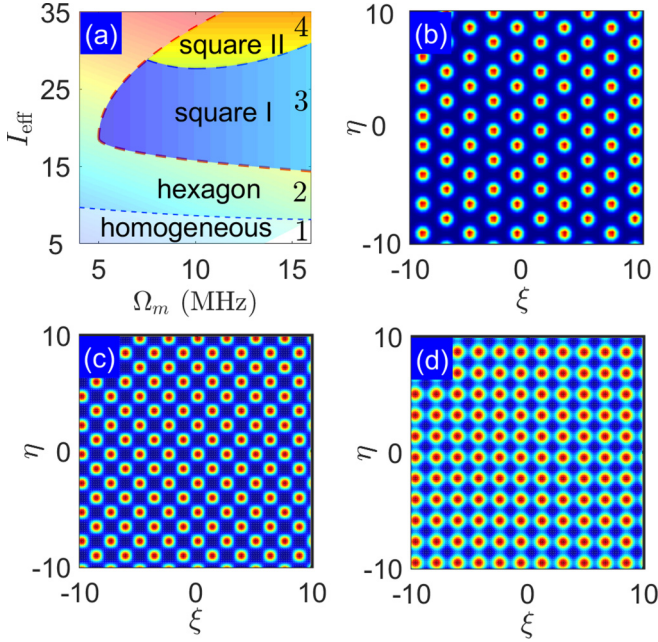 (a)
35
25
15
5
I_eff
square II
4
square I
3
hexagon
2
homogeneous
1
5
10
15
Ω_m (MHz)
(b)
10
0
-10
η
-10
0
10
ξ
(c)
10
0
-10
η
-10
0
10
ξ
(d)
10
0
-10
η
-10
0
10
ξ